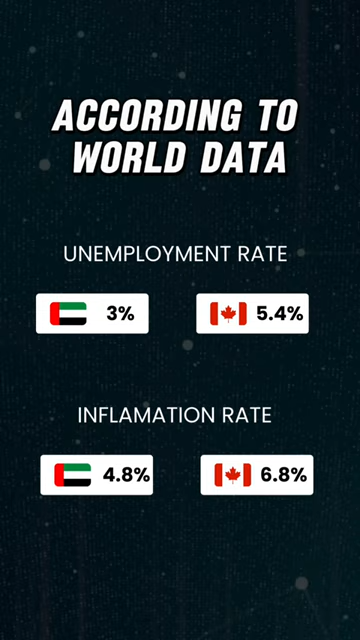 ACCORDING TO
WORLD DATA
UNEMPLOYMENT RATE
3% 5.4%
INFLAMATION RATE
4.8% 6.8%